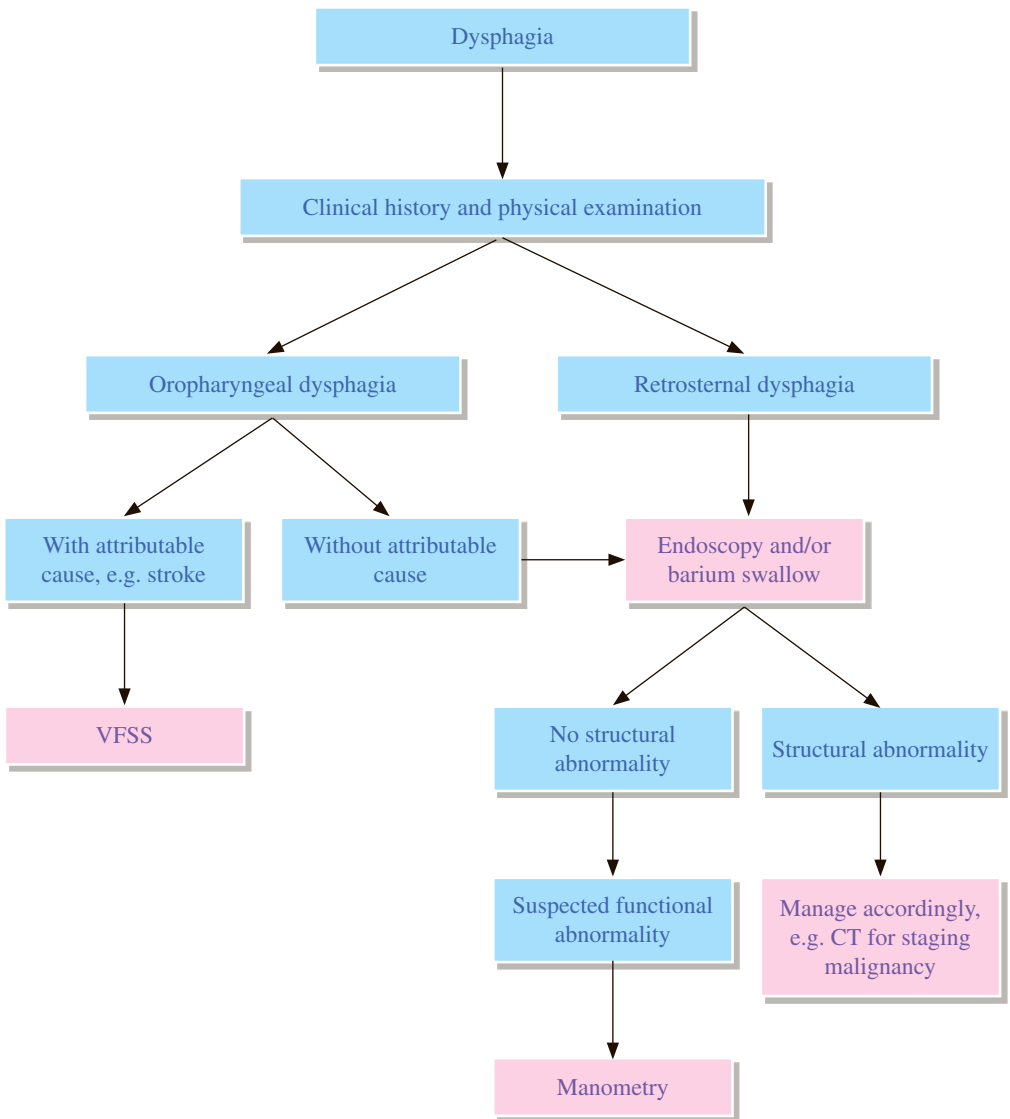 Dysphagia
Clinical history and physical examination
Oropharyngeal dysphagia
Retrosternal dysphagia
With attributable
cause, e.g. stroke
Without attributable
cause
Endoscopy and/or
barium swallow
VFSS
No structural
abnormality
Structural abnormality
Suspected functional
abnormality
Manage accordingly,
e.g. CT for staging
malignancy
Manometry